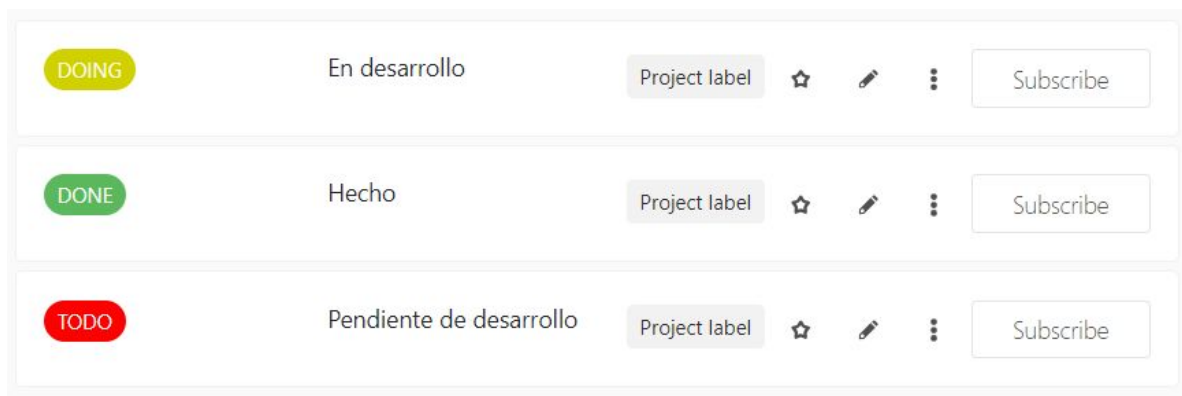 DOING En desarrollo Project label Subscribe
DONE Hecho Project label Subscribe
TODO Pendiente de desarrollo Project label Subscribe